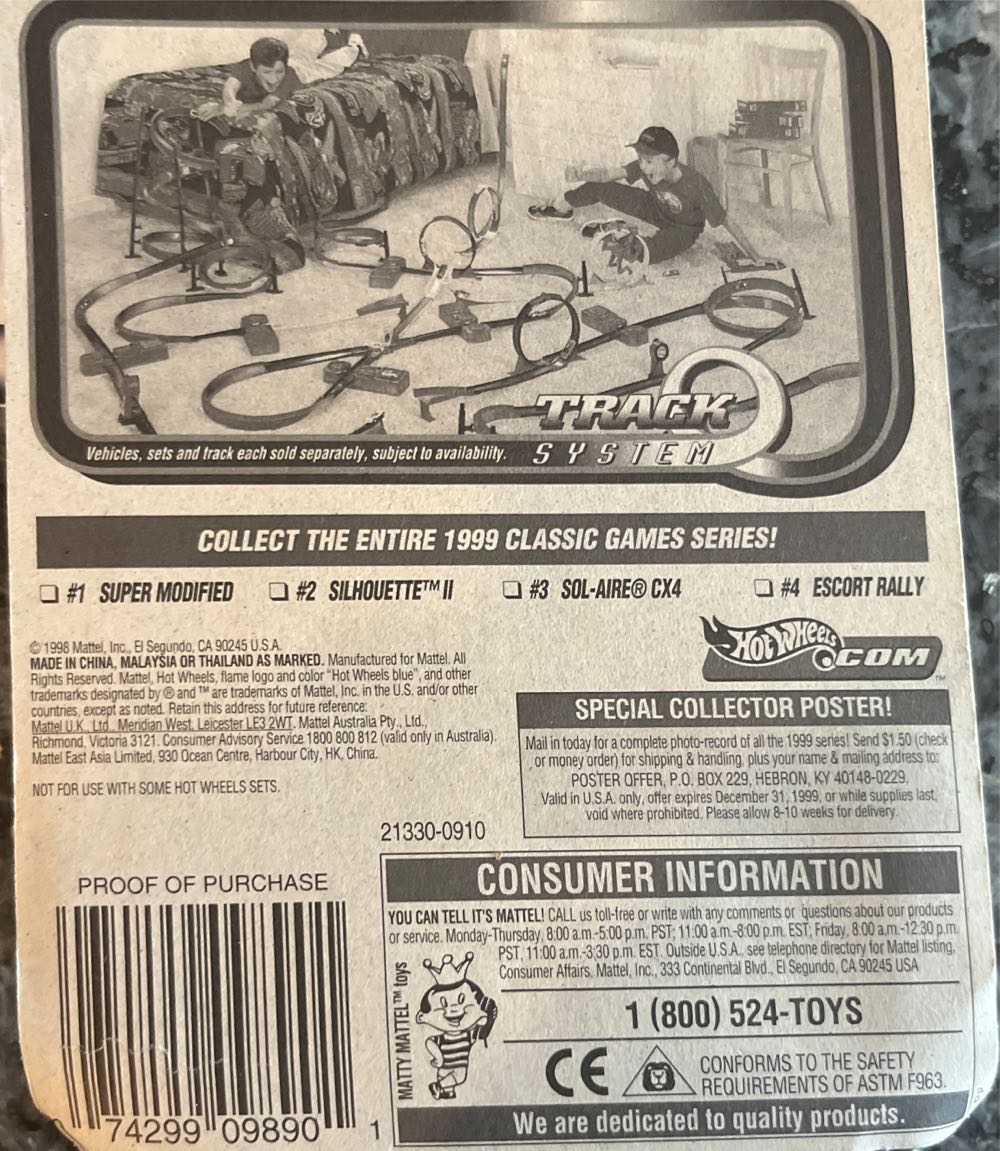 TRACK
SYSTEM
Vehicles, sets and track each sold separately, subject to availability.
COLLECT THE ENTIRE 1999 CLASSIC GAMES SERIES!
#1 SUPER MODIFIED
#2 SILHOUETTE™ II
#3 SOL-AIRE® CX4
#4 ESCORT RALLY
© 1998 Mattel, Inc., El Segundo, CA 90245 U.S.A.
MADE IN CHINA, MALAYSIA OR THAILAND AS MARKED. Manufactured for Mattel. All
Rights Reserved. Mattel, Hot Wheels, flame logo and color "Hot Wheels blue", and other
trademarks designated by ® and ™ are trademarks of Mattel, Inc. in the U.S. and/or other
countries, except as noted. Retain this address for future reference:
Mattel U.K., Ltd., Meridian West, Leicester LE3 2WT. Mattel Australia Pty., Ltd.,
Richmond, Victoria 3121. Consumer Advisory Service 1800 800 812 (valid only in Australia).
Mattel East Asia Limited, 930 Ocean Centre, Harbour City, HK, China.
NOT FOR USE WITH SOME HOT WHEELS SETS.
21330-0910
Hot Wheels
.COM™
SPECIAL COLLECTOR POSTER!
Mail in today for a complete photo-record of all the 1999 series! Send $1.50 (check
or money order) for shipping & handling, plus your name & mailing address to:
POSTER OFFER, P.O. BOX 229, HEBRON, KY 40148-0229.
Valid in U.S.A. only, offer expires December 31, 1999, or while supplies last,
void where prohibited. Please allow 8-10 weeks for delivery.
PROOF OF PURCHASE
74299 09890 1
CONSUMER INFORMATION
YOU CAN TELL IT'S MATTEL! CALL us toll-free or write with any comments or questions about our products
or service. Monday-Thursday, 8:00 a.m.-5:00 p.m. PST; 11:00 a.m.-8:00 p.m. EST, Friday, 8:00 a.m.-12:30 p.m.
PST, 11:00 a.m.-3:30 p.m. EST. Outside U.S.A., see telephone directory for Mattel listing.
Consumer Affairs, Mattel, Inc., 333 Continental Blvd., El Segundo, CA 90245 USA
MATTY MATTEL™ toys
1 (800) 524-TOYS
CE
CONFORMS TO THE SAFETY
REQUIREMENTS OF ASTM F963.
We are dedicated to quality products.